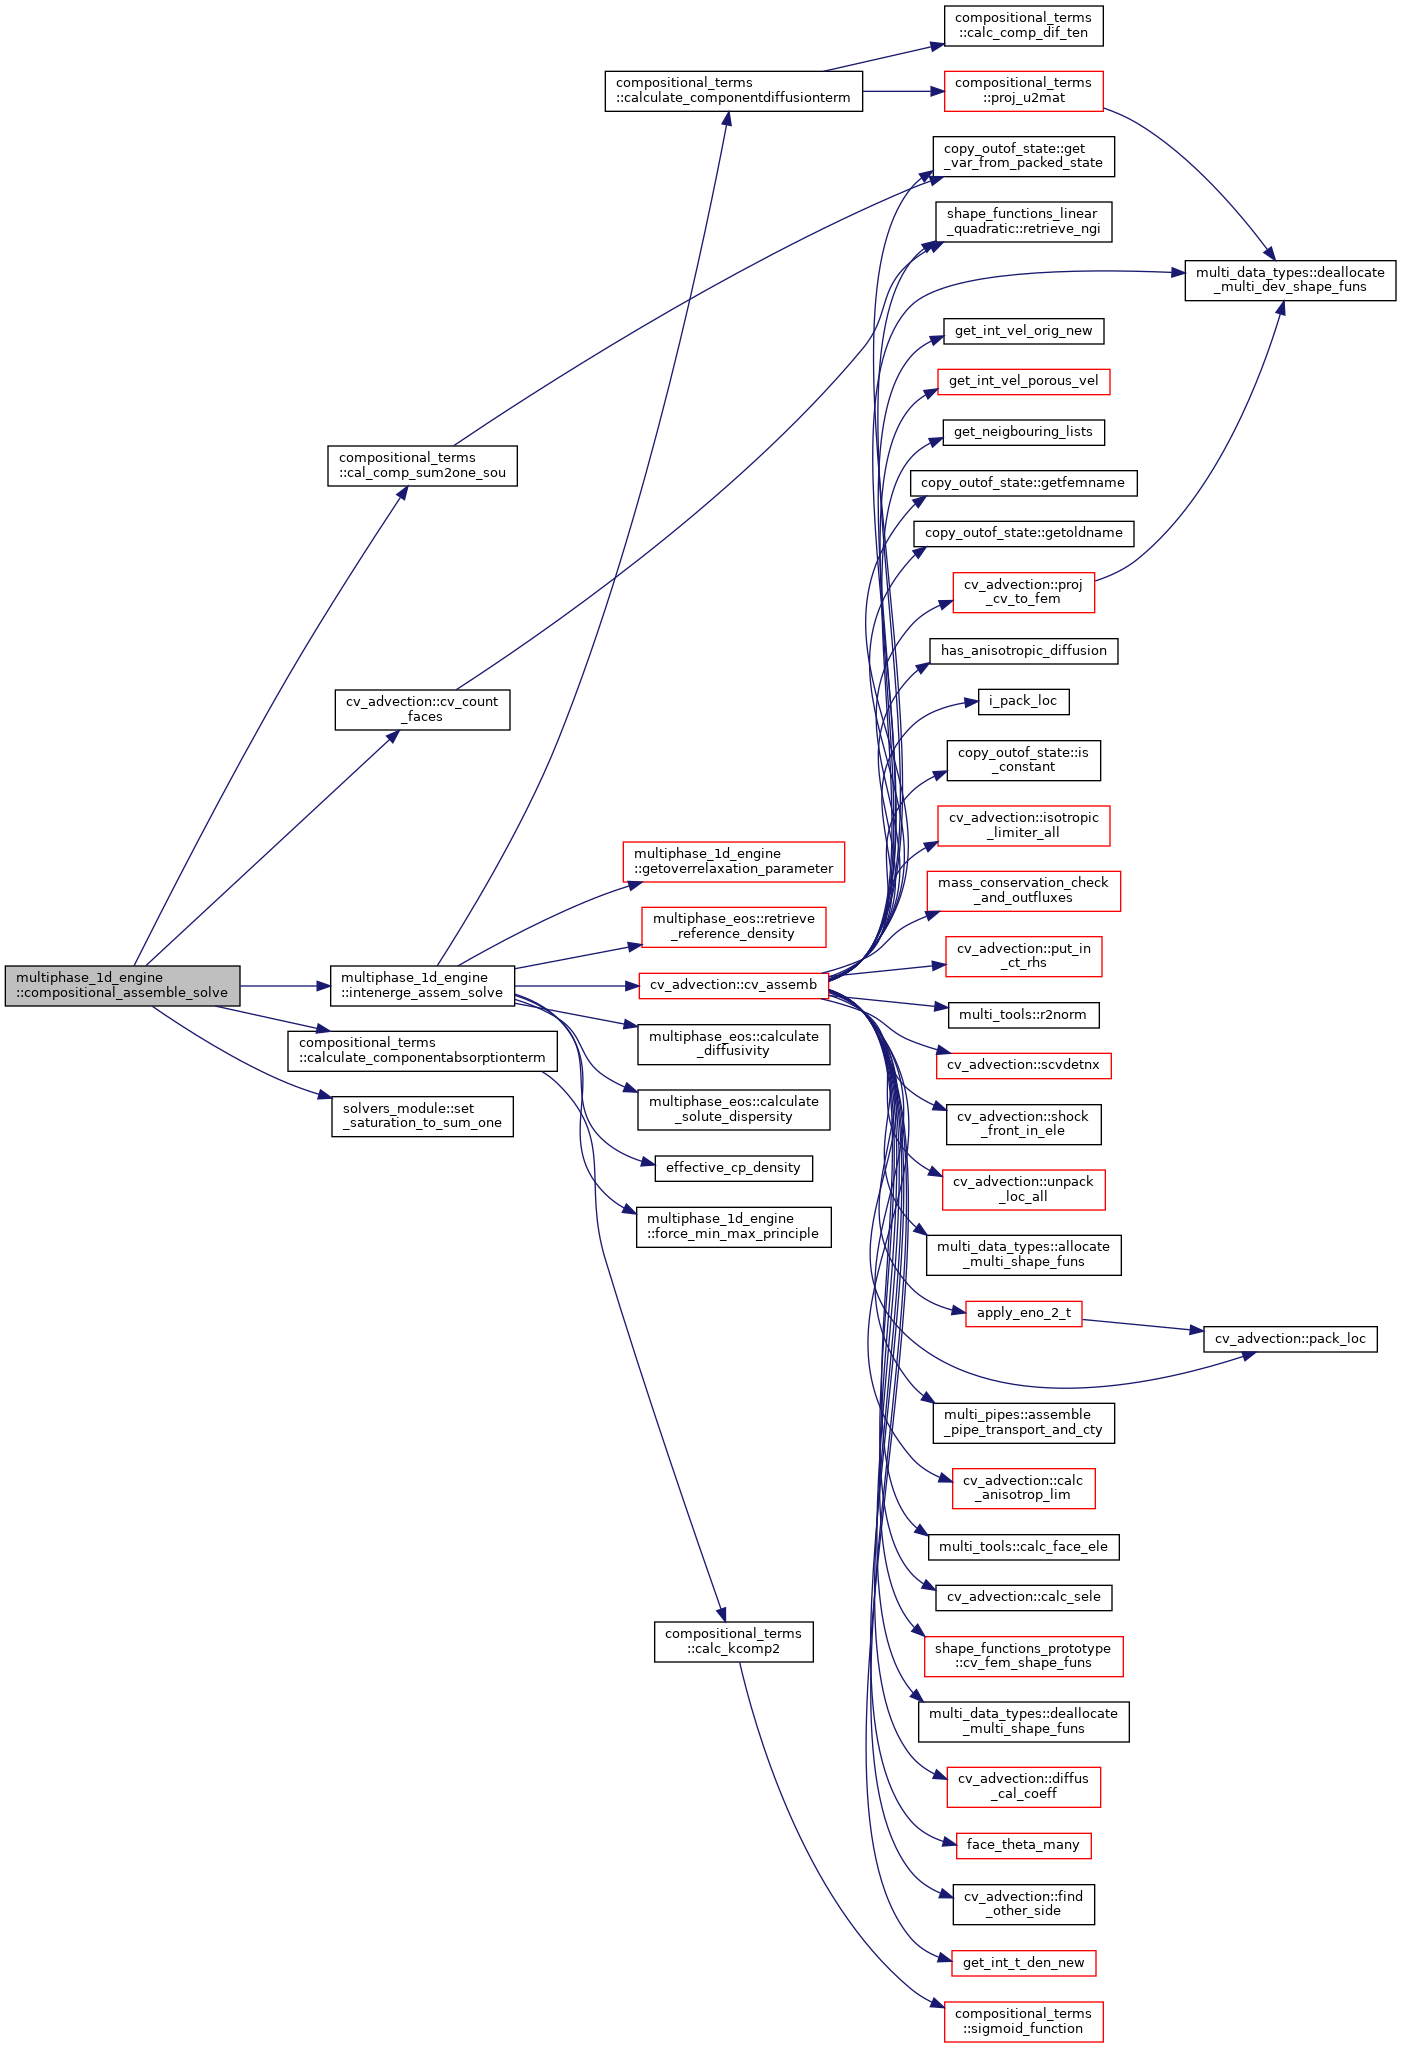 multiphase_1d_engine
::compositional_assemble_solve
compositional_terms
::cal_comp_sum2one_sou
cv_advection::cv_count
_faces
multiphase_1d_engine
::intenerge_assem_solve
compositional_terms
::calculate_componentabsorptionterm
solvers_module::set
_saturation_to_sum_one
compositional_terms
::calculate_componentdiffusionterm
multiphase_1d_engine
::getoverrelaxation_parameter
multiphase_eos::retrieve
_reference_density
cv_advection::cv_assemb
multiphase_eos::calculate
_diffusivity
multiphase_eos::calculate
_solute_dispersity
effective_cp_density
multiphase_1d_engine
::force_min_max_principle
compositional_terms
::calc_kcomp2
compositional_terms
::calc_comp_dif_ten
compositional_terms
::proj_u2mat
copy_outof_state::get
_var_from_packed_state
shape_functions_linear
_quadratic::retrieve_ngi
get_int_vel_orig_new
get_int_vel_porous_vel
get_neigbouring_lists
copy_outof_state::getfemname
copy_outof_state::getoldname
cv_advection::proj
_cv_to_fem
has_anisotropic_diffusion
i_pack_loc
copy_outof_state::is
_constant
cv_advection::isotropic
_limiter_all
mass_conservation_check
_and_outfluxes
cv_advection::put_in
_ct_rhs
multi_tools::r2norm
cv_advection::scvdetnx
cv_advection::shock
_front_in_ele
cv_advection::unpack
_loc_all
multi_data_types::allocate
_multi_shape_funs
apply_eno_2_t
multi_pipes::assemble
_pipe_transport_and_cty
cv_advection::calc
_anisotrop_lim
multi_tools::calc_face_ele
cv_advection::calc_sele
shape_functions_prototype
::cv_fem_shape_funs
multi_data_types::deallocate
_multi_shape_funs
cv_advection::diffus
_cal_coeff
face_theta_many
cv_advection::find
_other_side
get_int_t_den_new
compositional_terms
::sigmoid_function
multi_data_types::deallocate
_multi_dev_shape_funs
cv_advection::pack_loc